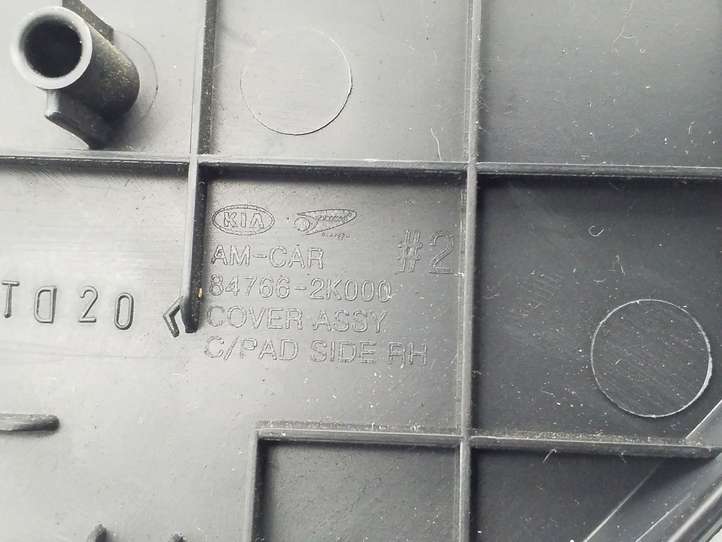 KIA
AM-CAR #2
84766-2K000
COVER ASSY
C/PAD SIDE RH
TD20<